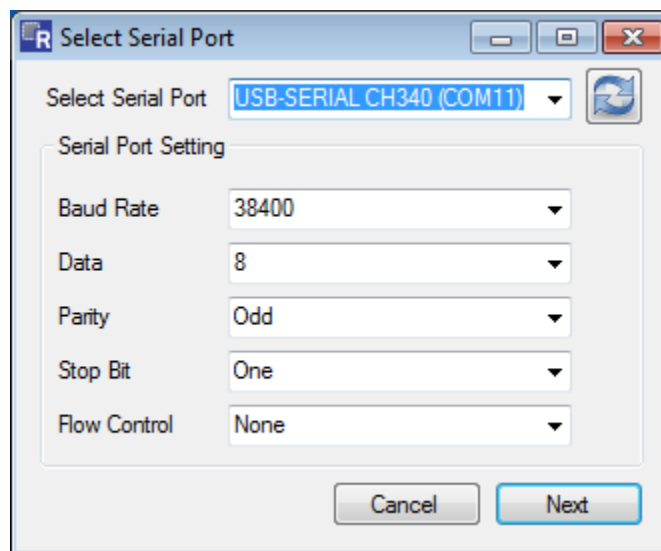 R Select Serial Port
Select Serial Port USB-SERIAL CH340 (COM11)
Serial Port Setting
Baud Rate 38400
Data 8
Parity Odd
Stop Bit One
Flow Control None
Cancel Next